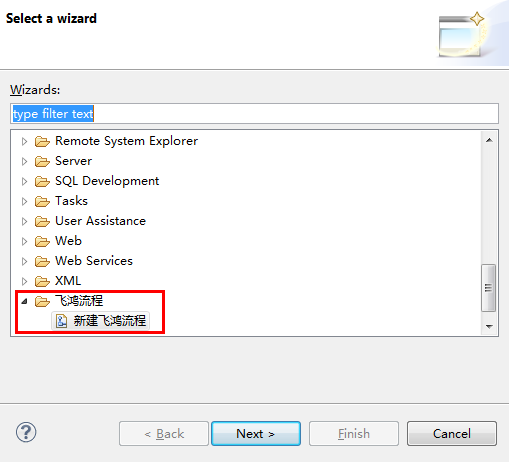 Select a wizard
Wizards:
type filter text
Remote System Explorer
Server
SQL Development
Tasks
User Assistance
Web
Web Services
XML
飞鸿流程
新建飞鸿流程
?
< Back
Next >
Finish
Cancel